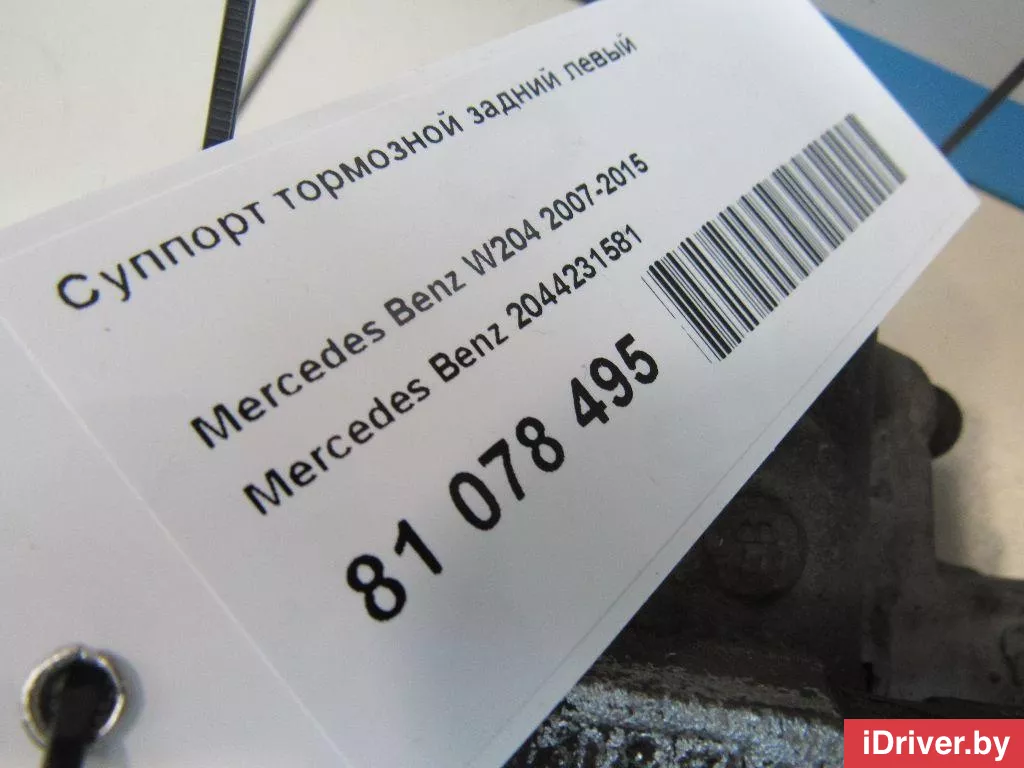 Суппорт тормозной задний левый
Mercedes Benz W204 2007-2015
Mercedes Benz 2044231581
81 078 495
iDriver.by